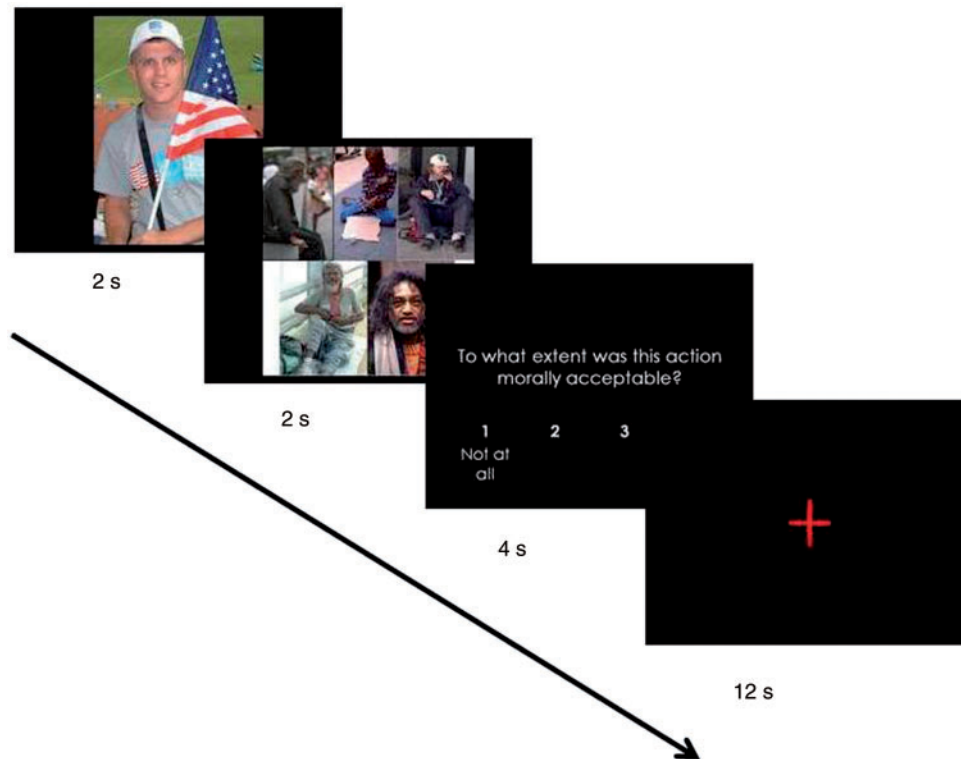 2 s
2 s
To what extent was this action
morally acceptable?
1 2 3
Not at
all
4 s
12 s